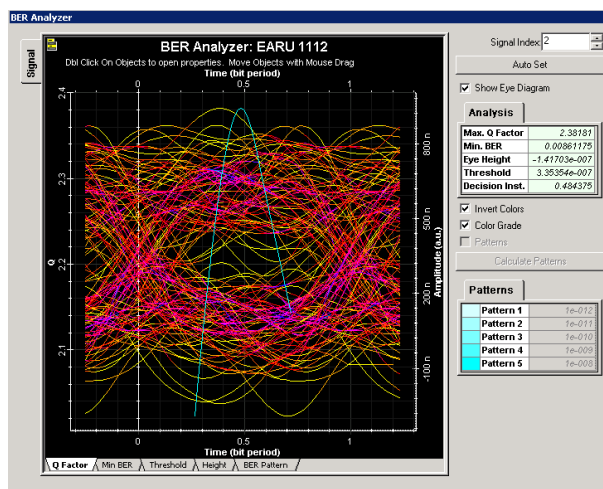 BER Analyzer
Signal
BER Analyzer: EARU 1112
Dbl Click On Objects to open properties. Move Objects with Mouse Drag
Time (bit period)
0 0.5 1
2.4
2.3
2.2
2.1
Q
800 n
500 n
200 n
-100 n
Amplitude (a.u.)
0 0.5 1
Time (bit period)
Q Factor Min BER Threshold Height BER Pattern
Signal Index: 2
Auto Set
Show Eye Diagram
Analysis
Max. Q Factor 2.38181
Min. BER 0.00861175
Eye Height -1.41703e-007
Threshold 3.35354e-007
Decision Inst. 0.484375
Invert Colors
Color Grade
Patterns
Calculate Patterns
Patterns
Pattern 1 1e-012
Pattern 2 1e-011
Pattern 3 1e-010
Pattern 4 1e-009
Pattern 5 1e-008